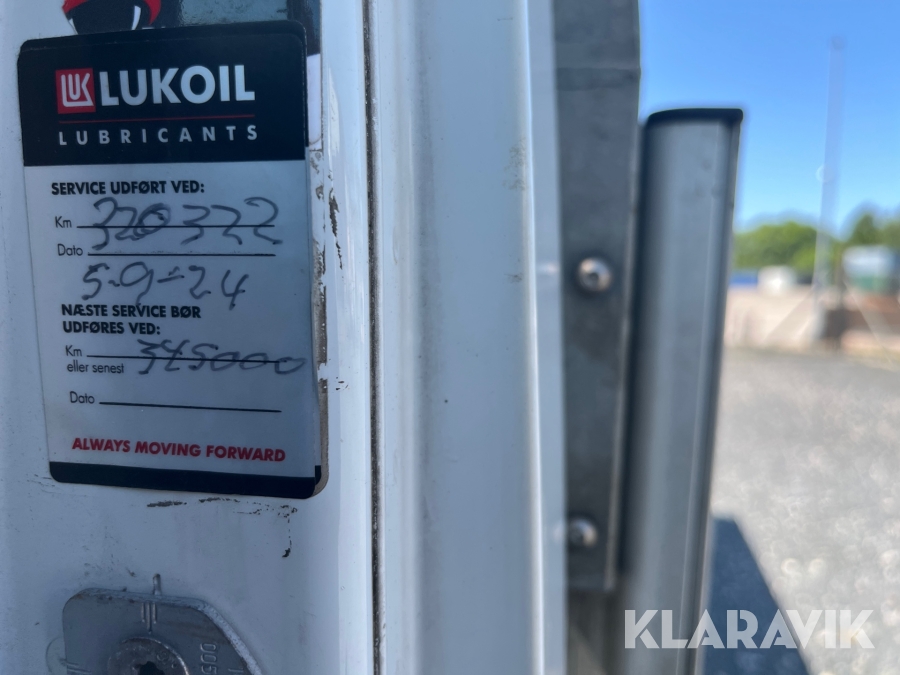 KLARAVIK
LUKOIL
LUBRICANTS
SERVICE UDFØRT VED:
Km 320322
Dato
5-9-24
NÆSTE SERVICE BØR
UDFØRES VED:
Km 345000
eller senest
Dato
ALWAYS MOVING FORWARD
KLARAVIK